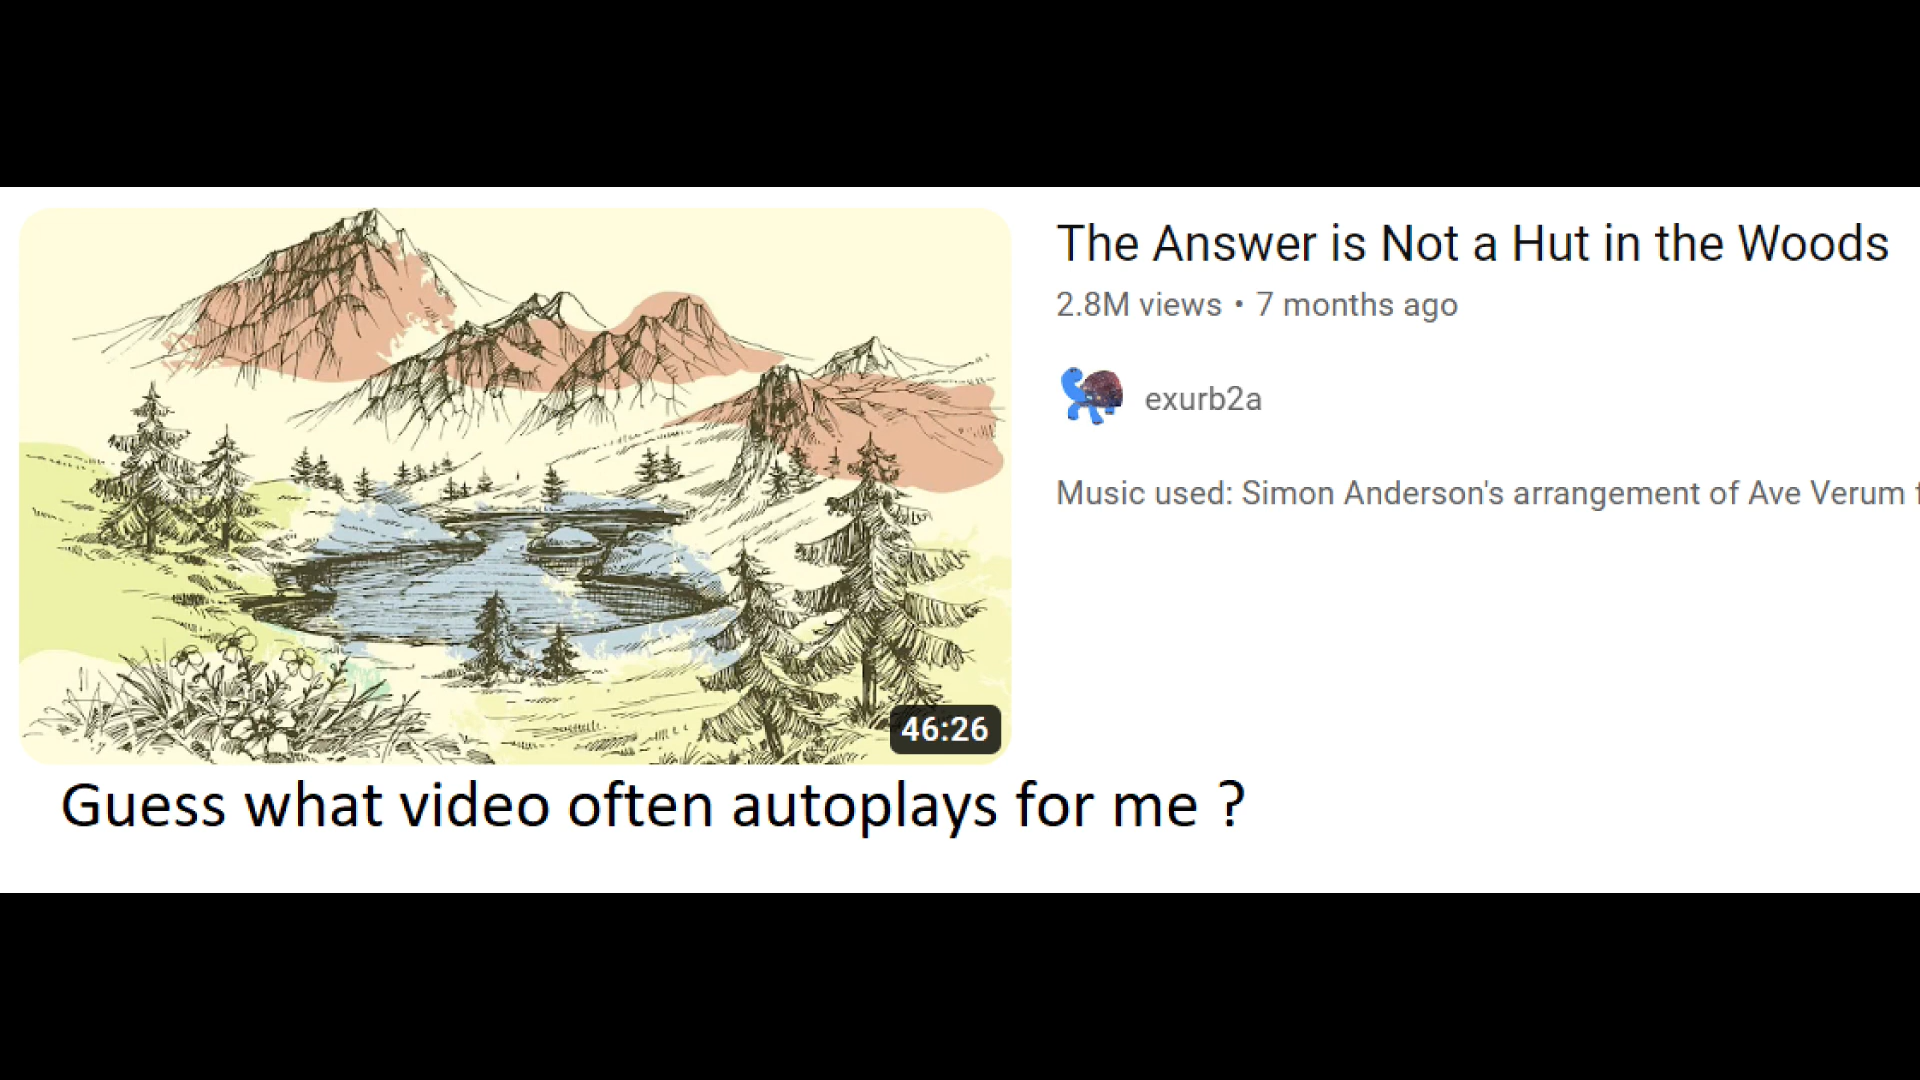 The Answer is Not a Hut in the Woods
2.8M views • 7 months ago
exurb2a
Music used: Simon Anderson's arrangement of Ave Verum
46:26
Guess what video often autoplays for me ?